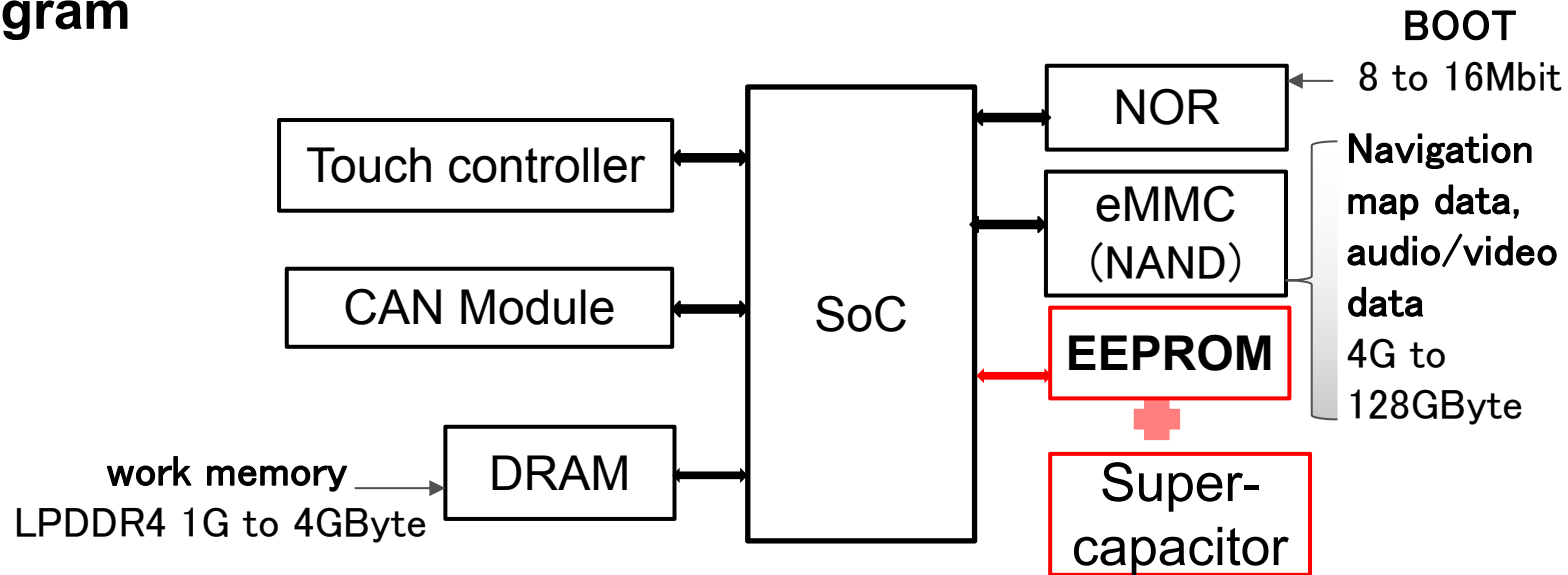 gram
BOOT
8 to 16Mbit
NOR
Touch controller
Navigation
map data,
audio/video
data
4G to
128GByte
eMMC
(NAND)
CAN Module
SoC
EEPROM
work memory
LPDDR4 1G to 4GByte
DRAM
Super-
capacitor